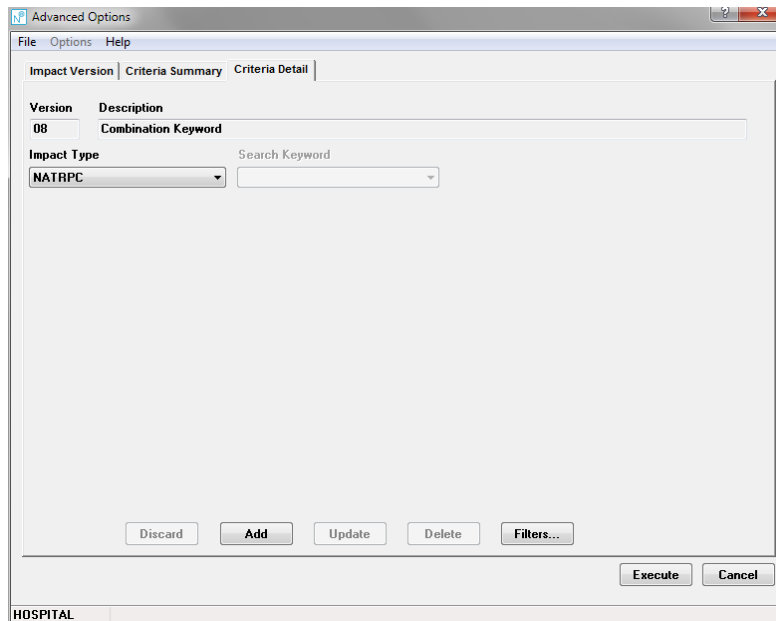 Advanced Options
File Options Help
Impact Version Criteria Summary Criteria Detail
Version Description
08 Combination Keyword
Impact Type Search Keyword
NATRPC
Discard Add Update Delete Filters...
Execute Cancel
HOSPITAL